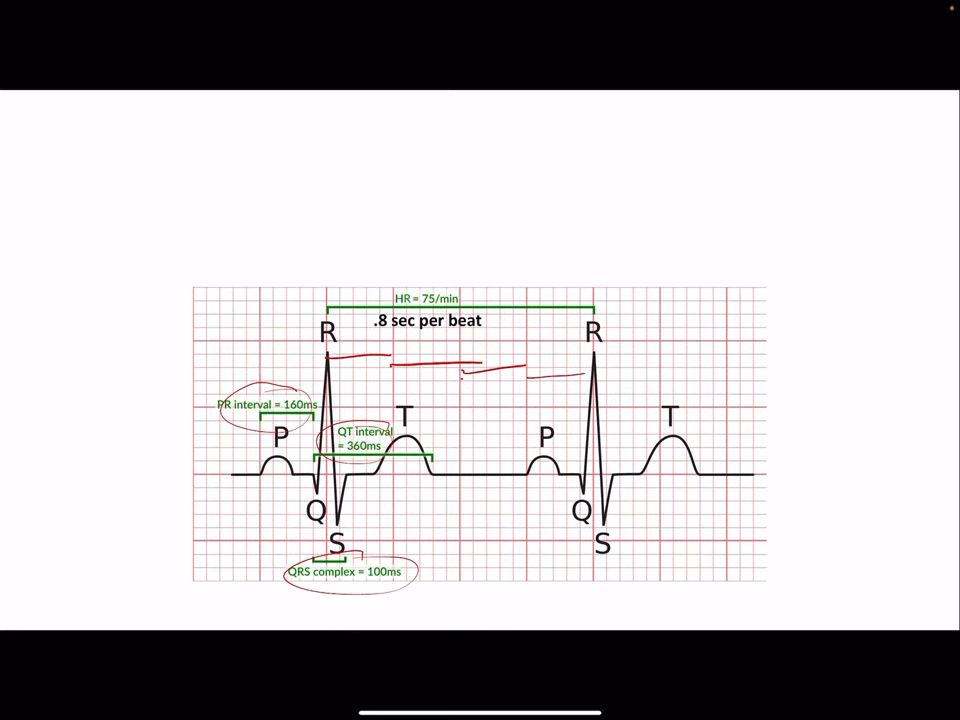 HR = 75/min
.8 sec per beat
R
R
PR interval = 160ms
T
T
P
QT interval
= 360ms
P
Q
Q
S
S
QRS complex = 100ms